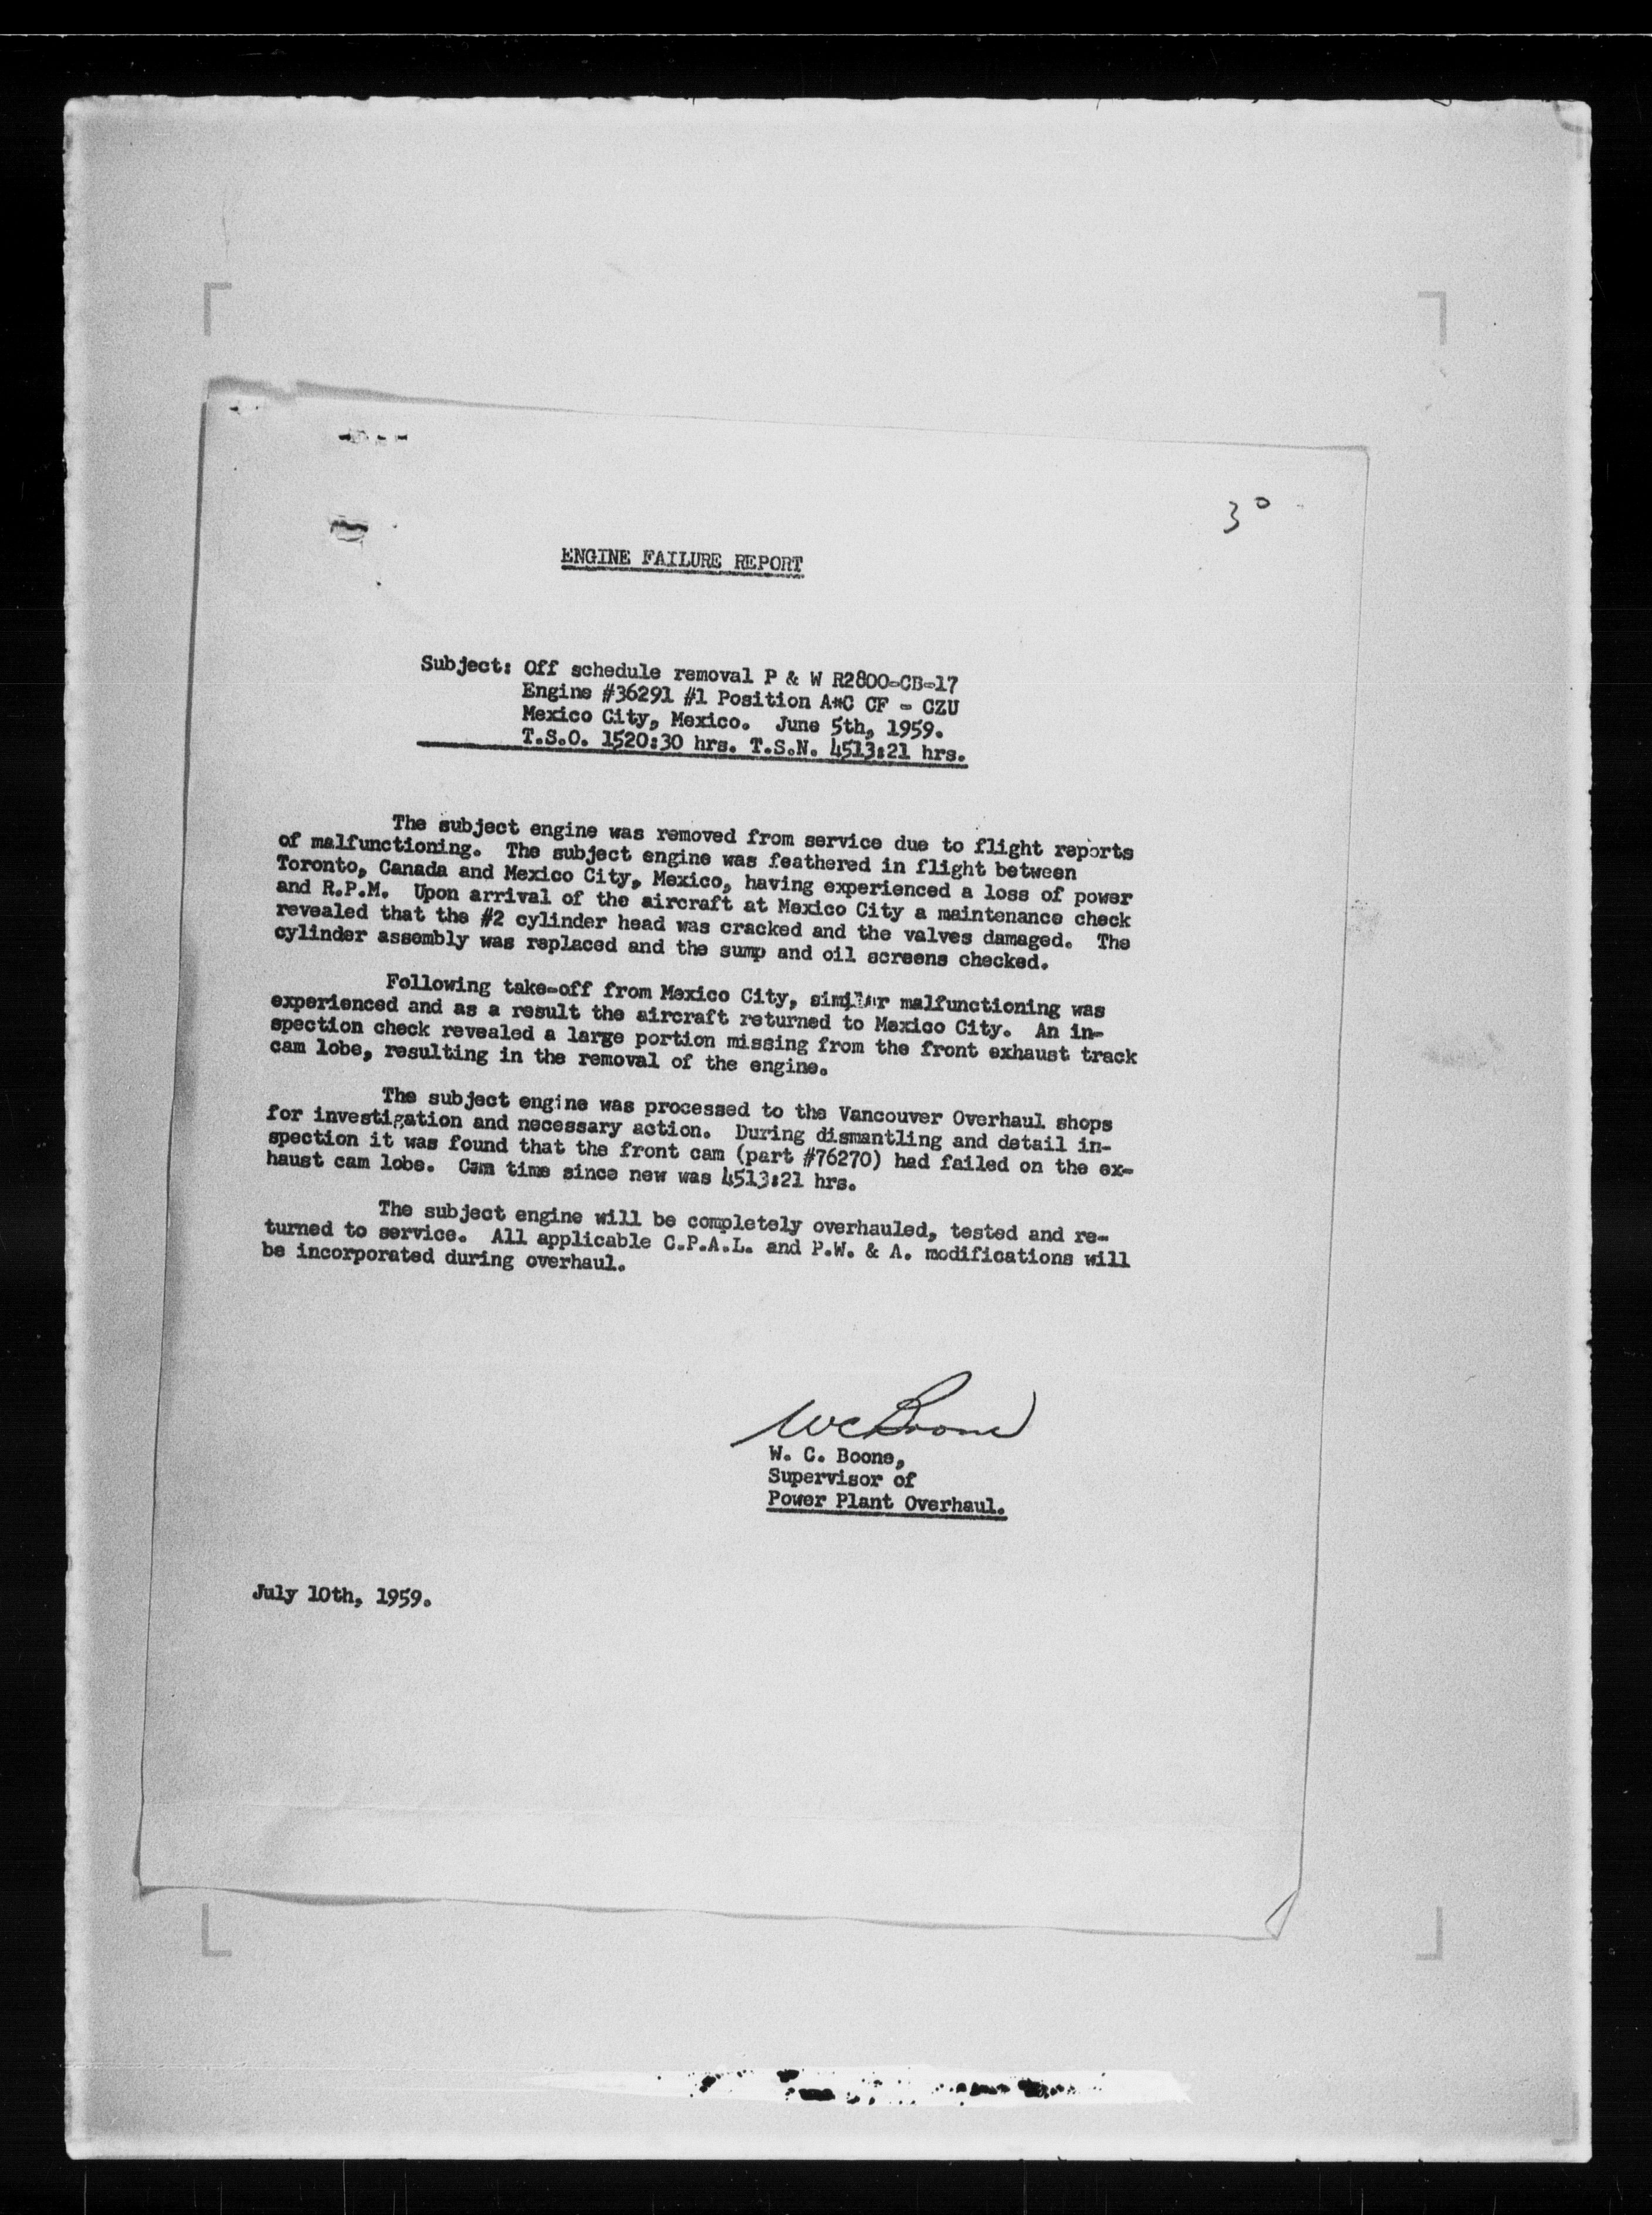 3°
ENGINE FAILURE REPORT
Subject: Off schedule removal P & W R2800-CB-17
Engine #36291 #1 Position A*C CF - CZU
Mexico City, Mexico. June 5th, 1959.
T.S.O. 1520:30 hrs. T.S.N. 4513:21 hrs.
The subject engine was removed from service due to flight reports
of malfunctioning. The subject engine was feathered in flight between
Toronto, Canada and Mexico City, Mexico, having experienced a loss of power
and R.P.M. Upon arrival of the aircraft at Mexico City a maintenance check
revealed that the #2 cylinder head was cracked and the valves damaged. The
cylinder assembly was replaced and the sump and oil screens checked.
Following take-off from Mexico City, similar malfunctioning was
experienced and as a result the aircraft returned to Mexico City. An in-
spection check revealed a large portion missing from the front exhaust track
cam lobe, resulting in the removal of the engine.
The subject engine was processed to the Vancouver Overhaul shops
for investigation and necessary action. During dismantling and detail in-
spection it was found that the front cam (part #76270) had failed on the ex-
haust cam lobe. Cam time since new was 4513:21 hrs.
The subject engine will be completely overhauled, tested and re-
turned to service. All applicable C.P.A.L. and P.W. & A. modifications will
be incorporated during overhaul.
WC Boone
W. C. Boone,
Supervisor of
Power Plant Overhaul.
July 10th, 1959.